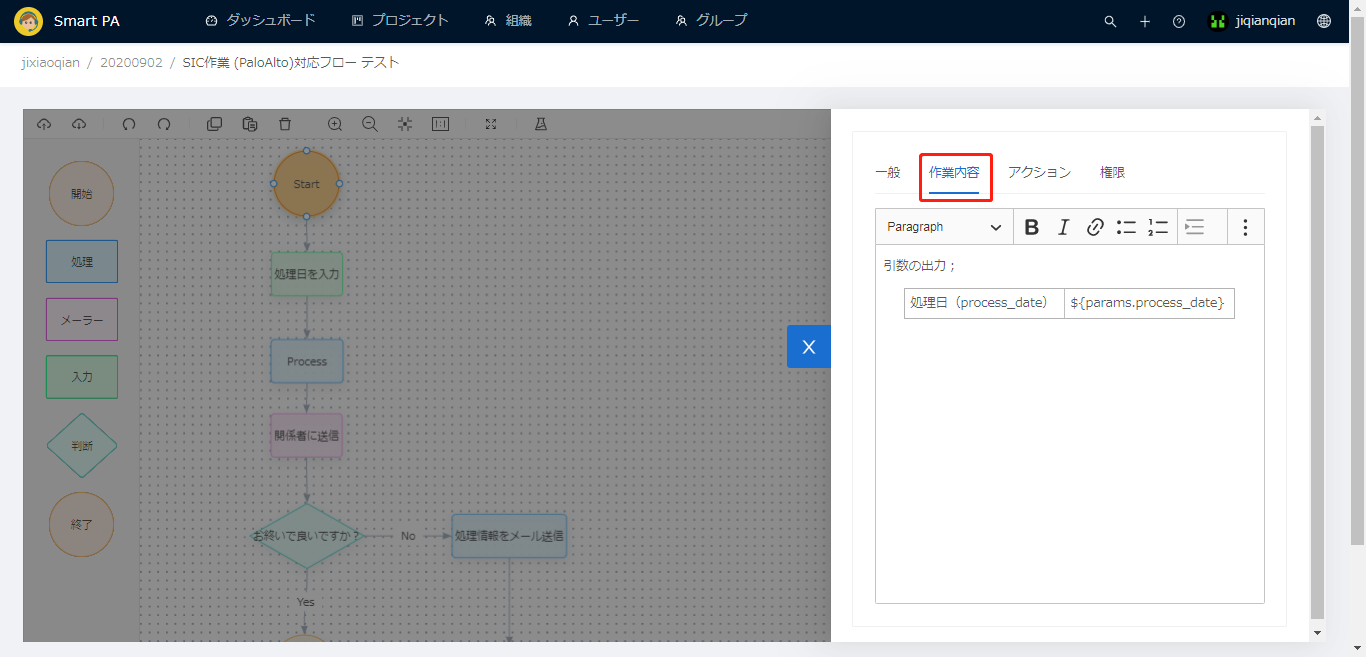 Smart PA ダッシュボード プロジェクト 組織 ユーザー グループ jiqianqian
jixiaoqian / 20200902 / SIC作業 (PaloAlto)対応フロー テスト
開始
処理
メーラー
入力
判断
終了
Start
処理日を入力
Process
関係者に送信
お終いで良いですか？
No
処理情報をメール送信
Yes
X
一般 作業内容 アクション 権限
Paragraph
引数の出力；
処理日（process_date） ${params.process_date}